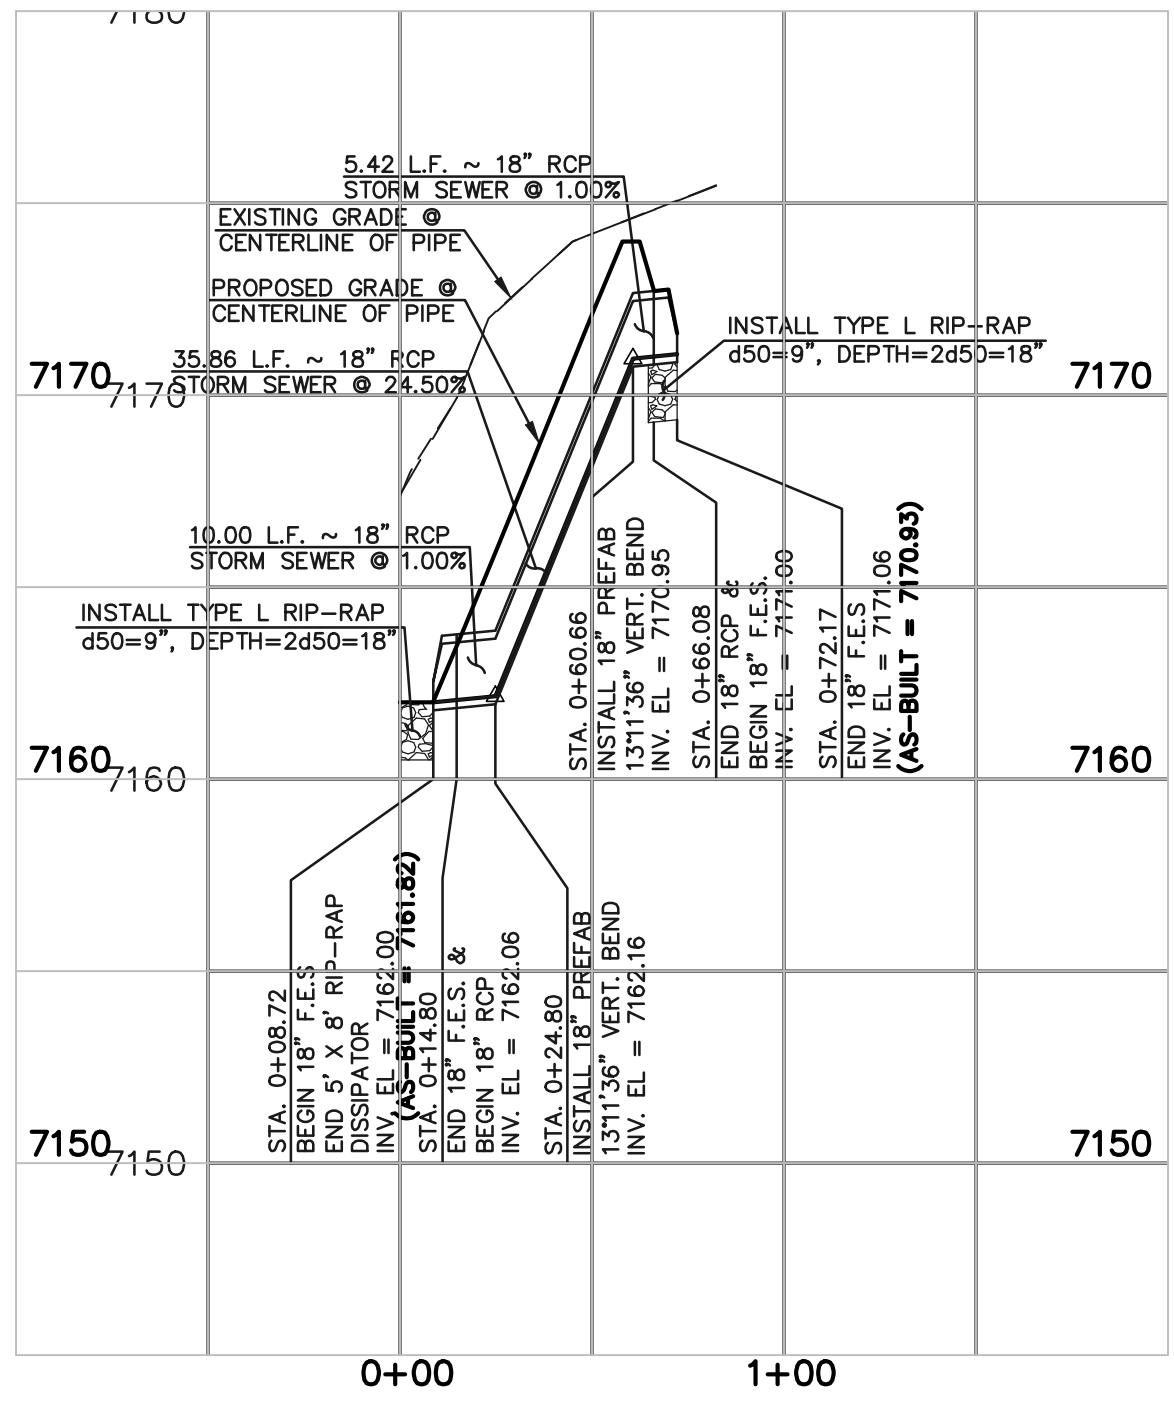 7180
5.42 L.F. ~ 18" RCP
STORM SEWER @ 1.00%
EXISTING GRADE @
CENTERLINE OF PIPE
PROPOSED GRADE @
CENTERLINE OF PIPE
INSTALL TYPE L RIP-RAP
d50=9", DEPTH=2d50=18"
35.86 L.F. ~ 18" RCP
STORM SEWER @ 24.50%
7170
7170
7170
10.00 L.F. ~ 18" RCP
STORM SEWER @ 1.00%
INSTALL TYPE L RIP-RAP
d50=9", DEPTH=2d50=18"
STA. 0+60.66
INSTALL 18" PREFAB
13°11'36" VERT. BEND
INV. EL = 7170.95
STA. 0+66.08
END 18" RCP &
BEGIN 18" F.E.S.
INV. EL = 7171.00
STA. 0+72.17
END 18" F.E.S
INV. EL = 7171.06
(AS-BUILT = 7170.93)
7160
7160
7160
STA. 0+08.72
BEGIN 18" F.E.S
END 5' X 8' RIP-RAP
DISSIPATOR
INV. EL = 7162.00
(AS-BUILT = 7161.82)
STA. 0+14.80
END 18" F.E.S. &
BEGIN 18" RCP
INV. EL = 7162.06
STA. 0+24.80
INSTALL 18" PREFAB
13°11'36" VERT. BEND
INV. EL = 7162.16
7150
7150
7150
0+00
1+00